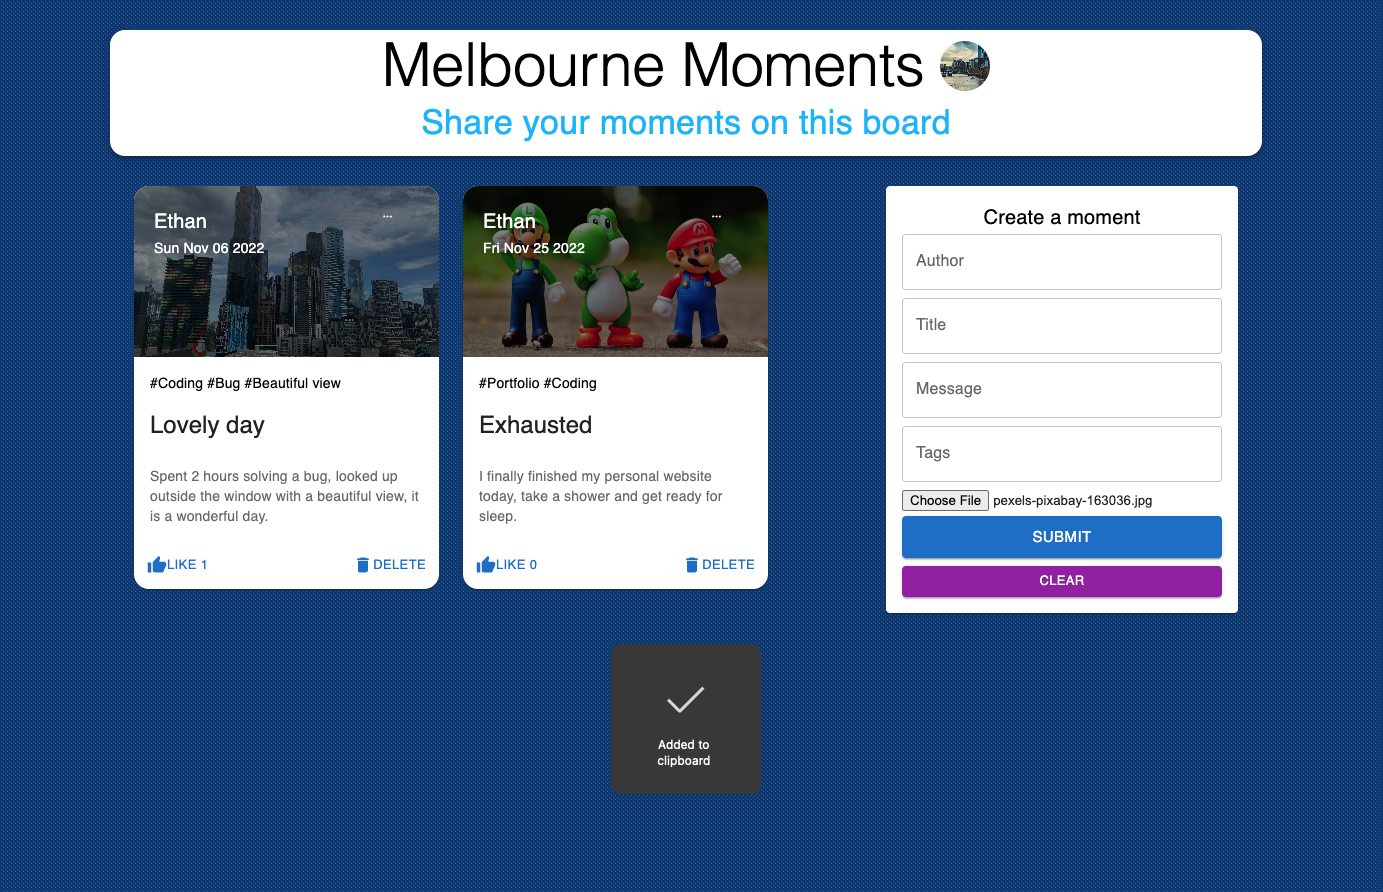 Melbourne Moments
Share your moments on this board
Ethan
...
Sun Nov 06 2022
#Coding #Bug #Beautiful view
Lovely day
Spent 2 hours solving a bug, looked up
outside the window with a beautiful view, it
is a wonderful day.
LIKE 1
DELETE
Ethan
...
Fri Nov 25 2022
#Portfolio #Coding
Exhausted
I finally finished my personal website
today, take a shower and get ready for
sleep.
LIKE 0
DELETE
Create a moment
Author
Title
Message
Tags
Choose File pexels-pixabay-163036.jpg
SUBMIT
CLEAR
Added to
clipboard